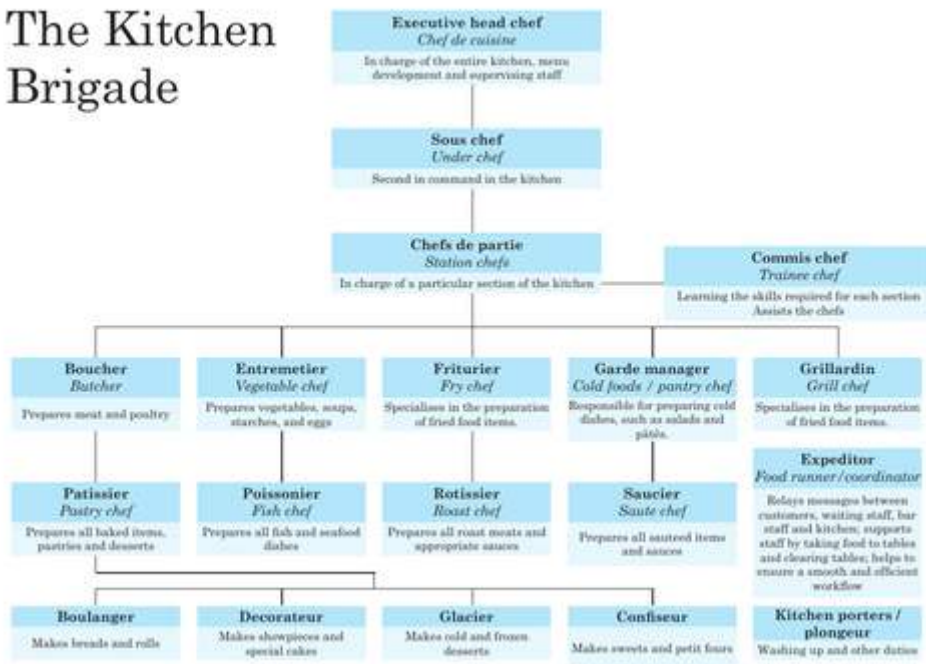 The Kitchen
Brigade
Executive head chef
Chef de cuisine
In charge of the entire kitchen, menu
development and supervising staff
Sous chef
Under chef
Second in command in the kitchen
Chefs de partie
Station chefs
In charge of a particular section of the kitchen
Commis chef
Trainee chef
Learning the skills required for each section
Assists the chefs
Boucher
Butcher
Prepares meat and poultry
Entremetier
Vegetable chef
Prepares vegetables, soups,
starches, and eggs
Friturier
Fry chef
Specialises in the preparation
of fried food items.
Garde manager
Cold foods / pantry chef
Responsible for preparing cold
dishes, such as salads and
pâtés.
Grillardin
Grill chef
Specialises in the preparation
of fried food items.
Patissier
Pastry chef
Prepares all baked items,
pastries and desserts
Poissonier
Fish chef
Prepares all fish and seafood
dishes
Rotissier
Roast chef
Prepares all roast meats and
appropriate sauces
Saucier
Saute chef
Prepares all sauteed items
and sauces
Expeditor
Food runner/coordinator
Relays messages between
customers, waiting staff, bar
staff and kitchen; supports
staff by taking food to tables
and clearing tables; helps to
ensure a smooth and efficient
workflow
Boulanger
Makes breads and rolls
Decorateur
Makes showpieces and
special cakes
Glacier
Makes cold and frozen
desserts
Confiseur
Makes sweets and petit fours
Kitchen porters /
plongeur
Washing up and other duties